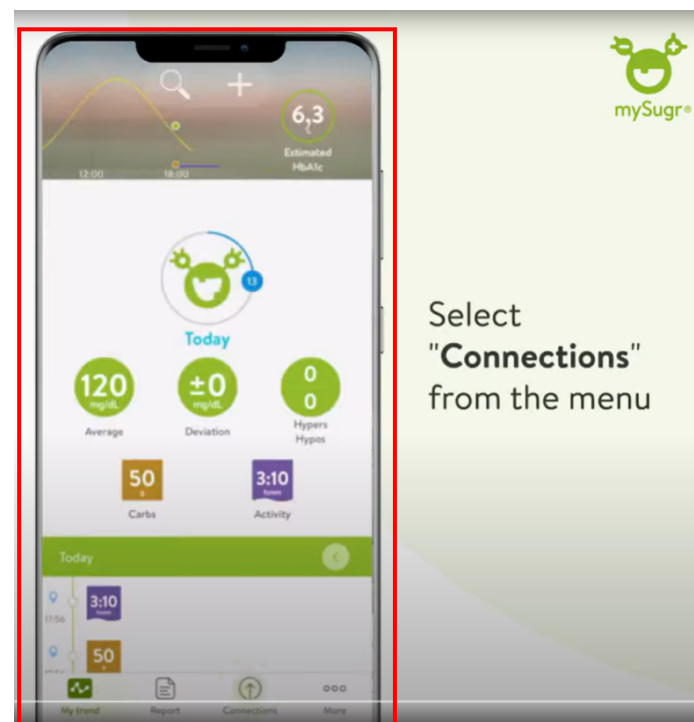 6,3
Estimated
HbA1c
12:00
18:00
mySugr®
13
Today
Select
"Connections"
from the menu
120
mg/dL
±0
mg/dL
0
0
Average
Deviation
Hypers
Hypos
50
g
3:10
Carbs
Activity
Today
3:10
17:56
50
My trend
Report
Connections
More